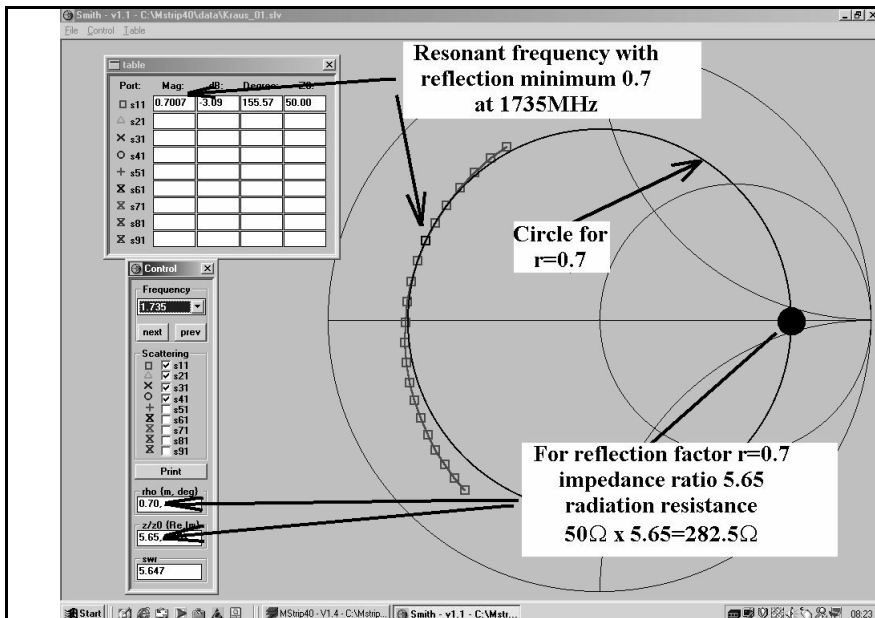 Smith - v1.1 - C:\Mstrip40\data\Kraus_01.slv
File Control Table
table
Port: Mag: dB: Degree:
s11 0.7007 -3.09 155.57 50.00
s21
s31
s41
s51
s61
s71
s81
s91
Resonant frequency with
reflection minimum 0.7
at 1735MHz
Circle for
r=0.7
Control
Frequency
1.735
next prev
Scattering
s11
s21
s31
s41
s51
s61
s71
s81
s91
Print
rho (m, deg)
0.70,
z/z0 (Re Im)
5.65,
swr
5.647
For reflection factor r=0.7
impedance ratio 5.65
radiation resistance
50Ω x 5.65=282.5Ω
Start MStrip40 - V1.4 - C:\Mstrip... Smith - v1.1 - C:\Mstr... 08:23